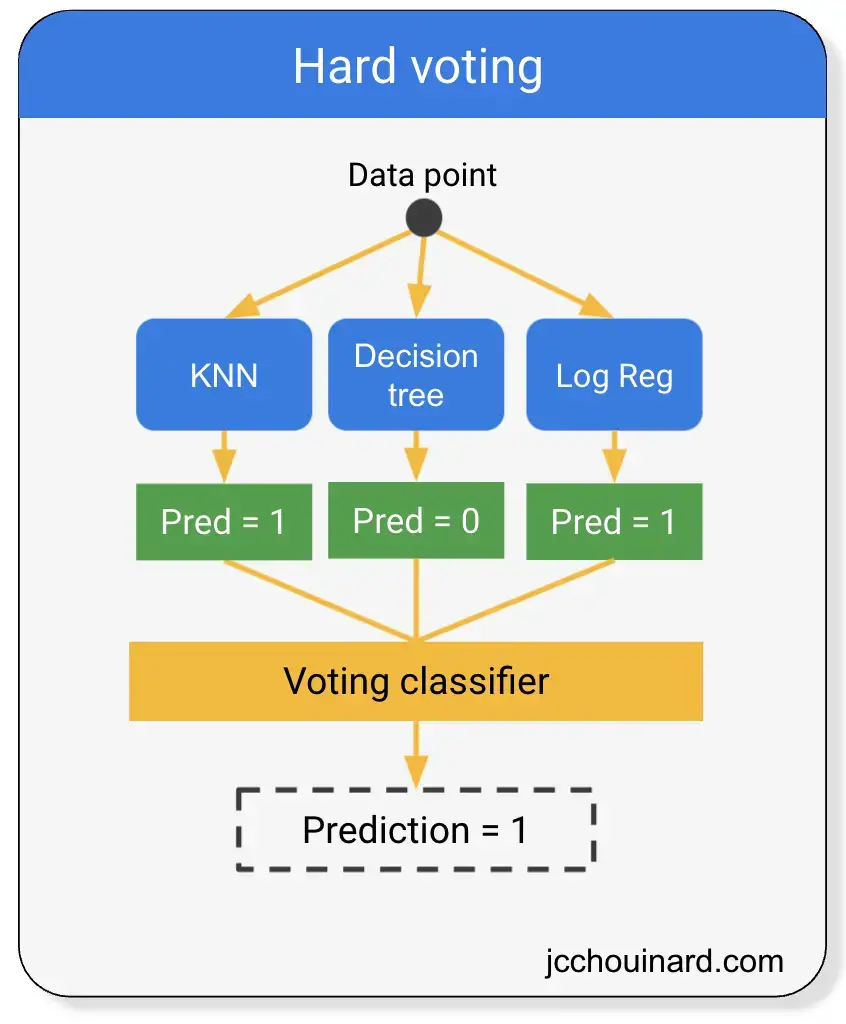 Hard voting
Data point
KNN
Decision
tree
Log Reg
Pred = 1
Pred = 0
Pred = 1
Voting classifier
Prediction = 1
jcchouinard.com